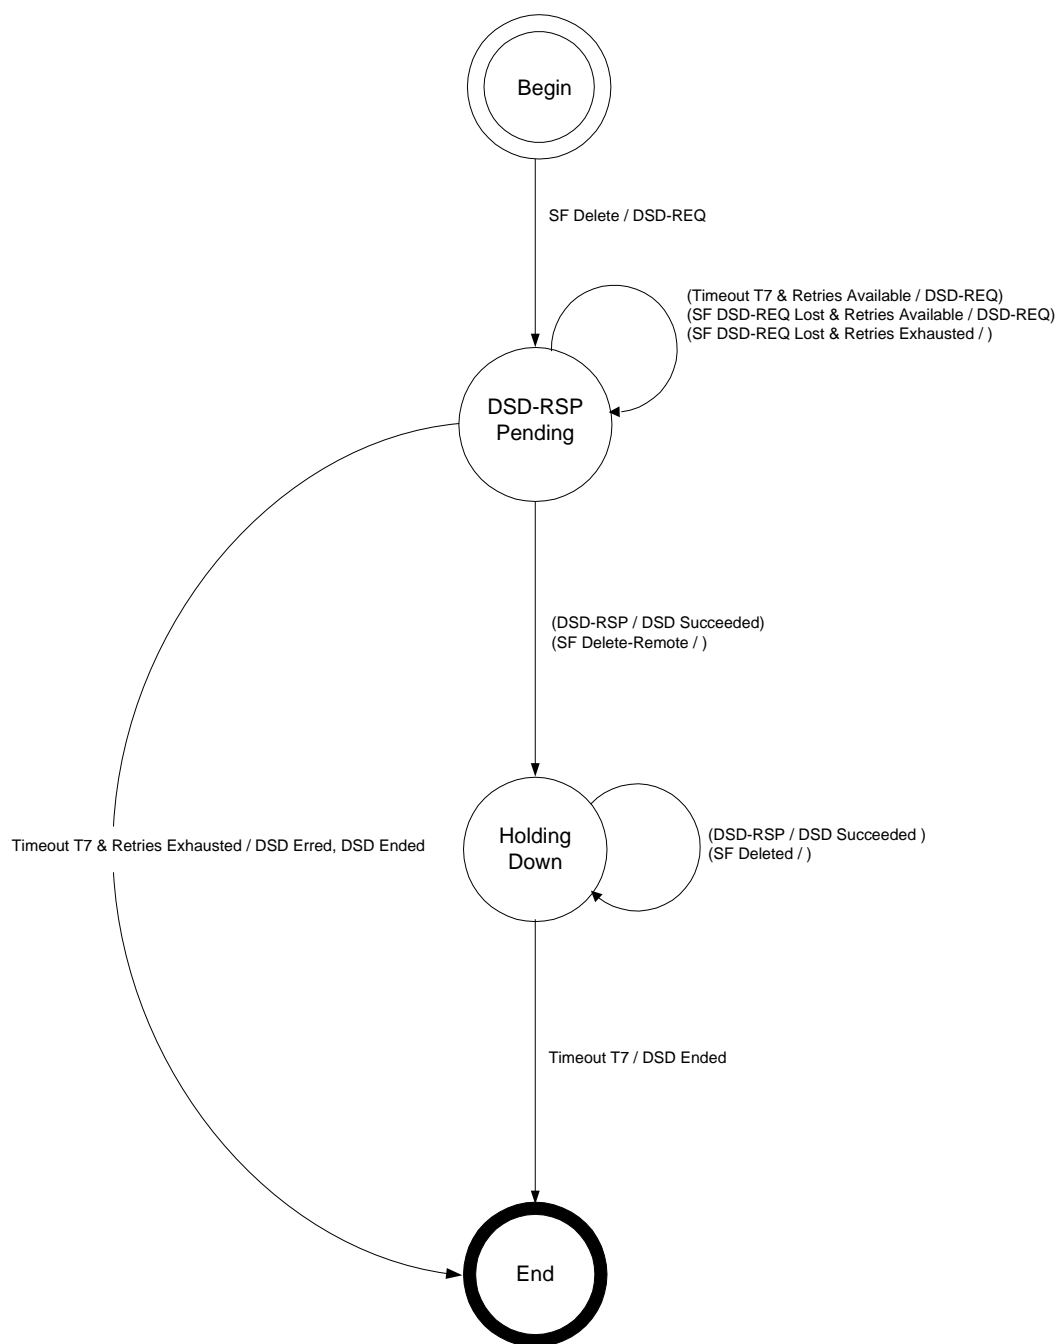 Begin
SF Delete / DSD-REQ
(Timeout T7 & Retries Available / DSD-REQ)
(SF DSD-REQ Lost & Retries Available / DSD-REQ)
(SF DSD-REQ Lost & Retries Exhausted / )
DSD-RSP
Pending
(DSD-RSP / DSD Succeeded)
(SF Delete-Remote / )
Timeout T7 & Retries Exhausted / DSD Erred, DSD Ended
Holding
Down
(DSD-RSP / DSD Succeeded )
(SF Deleted / )
Timeout T7 / DSD Ended
End